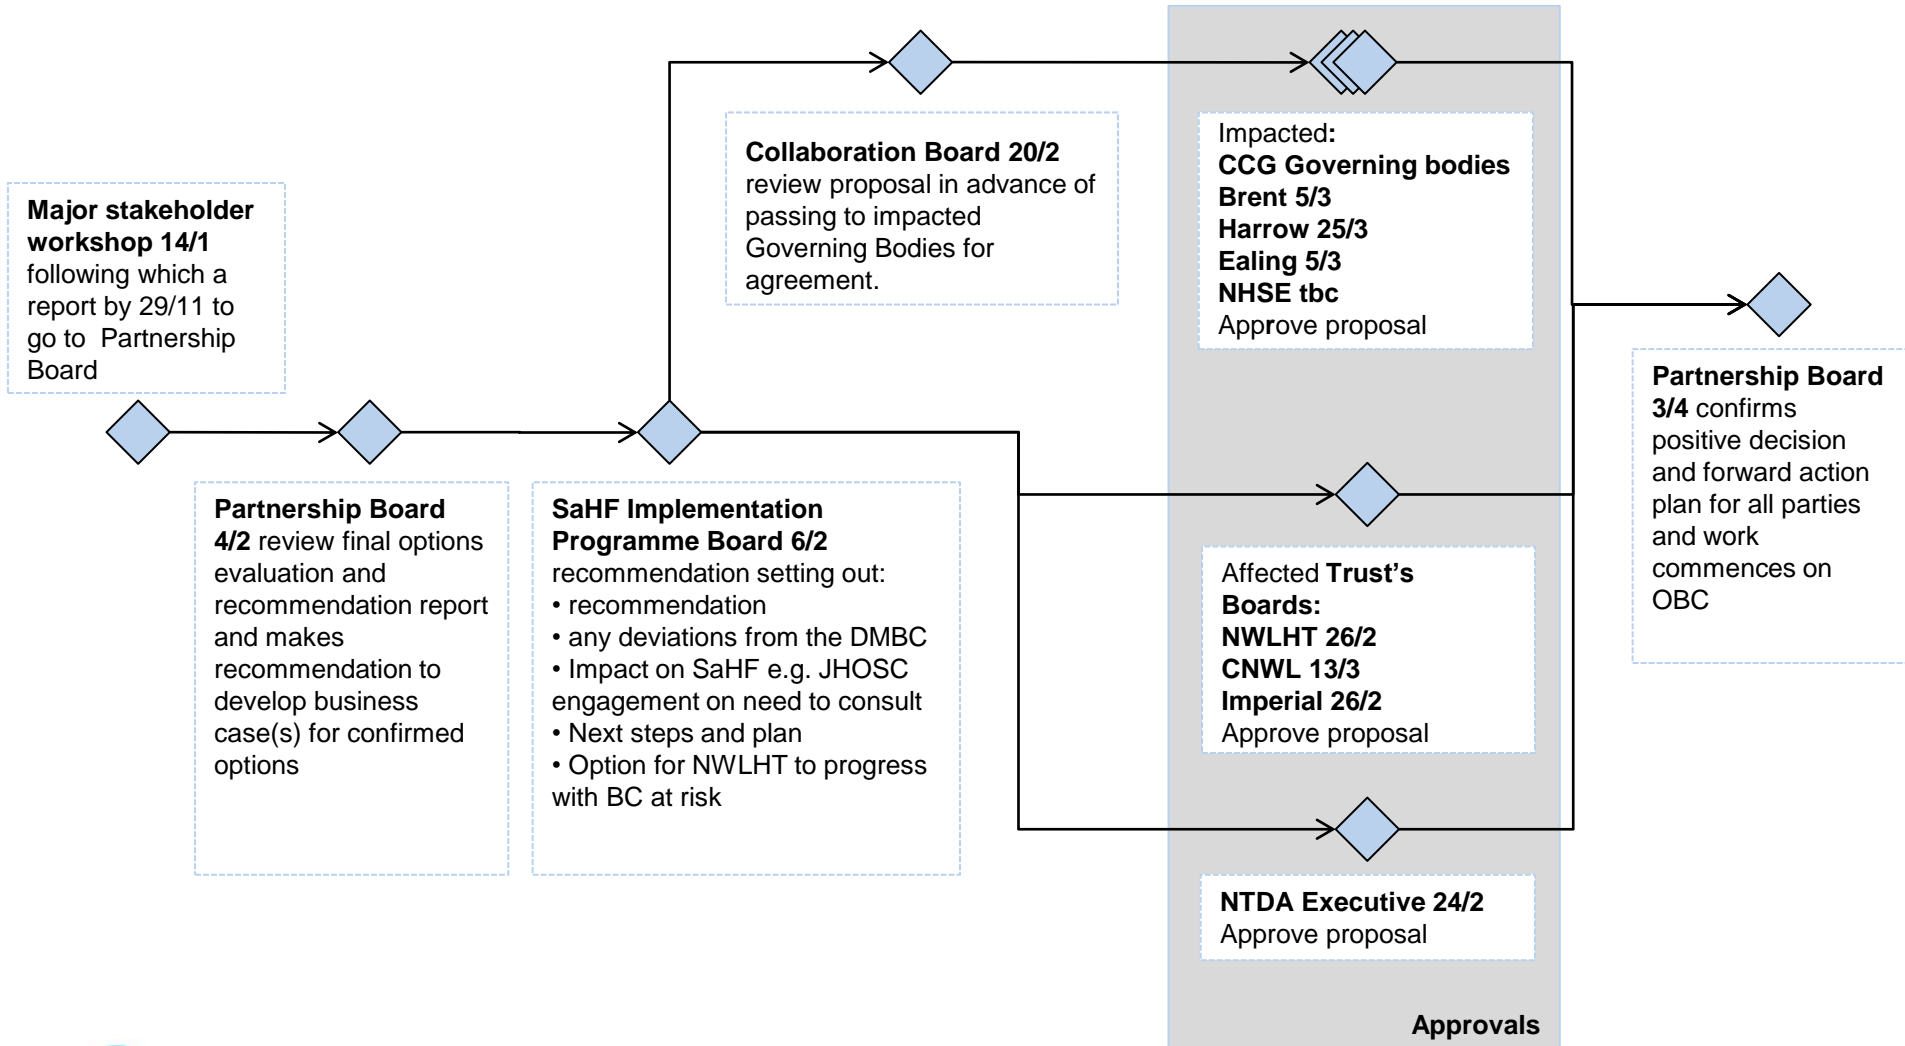 Major stakeholder
workshop 14/1
following which a
report by 29/11 to
go to  Partnership
Board
Partnership Board
4/2 review final options
evaluation and
recommendation report
and makes
recommendation to
develop business
case(s) for confirmed
options
SaHF Implementation
Programme Board 6/2
recommendation setting out:
• recommendation
• any deviations from the DMBC
• Impact on SaHF e.g. JHOSC
engagement on need to consult
• Next steps and plan
• Option for NWLHT to progress
with BC at risk
Collaboration Board 20/2
review proposal in advance of
passing to impacted
Governing Bodies for
agreement.
Impacted:
CCG Governing bodies
Brent 5/3
Harrow 25/3
Ealing 5/3
NHSE tbc
Approve proposal
Affected Trust’s
Boards:
NWLHT 26/2
CNWL 13/3
Imperial 26/2
Approve proposal
NTDA Executive 24/2
Approve proposal
Approvals
Partnership Board
3/4 confirms
positive decision
and forward action
plan for all parties
and work
commences on
OBC